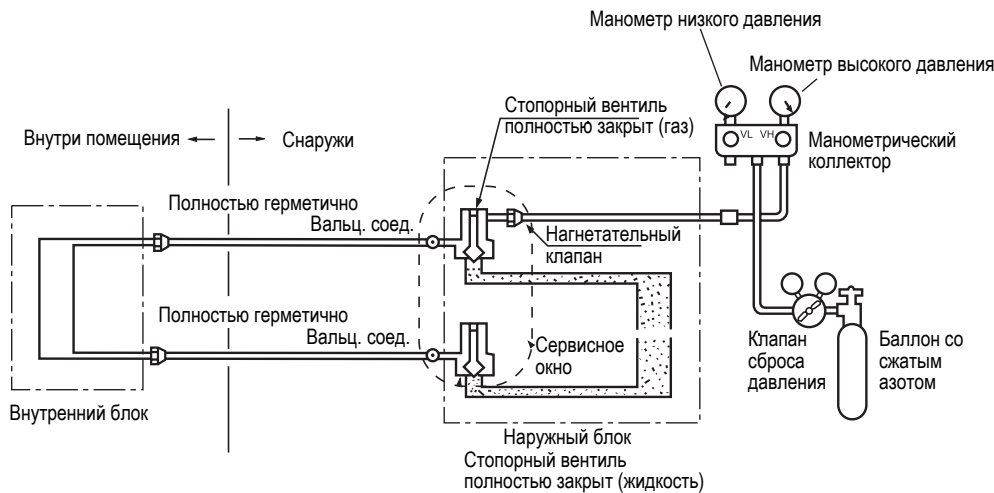 Манометр низкого давления
Манометр высокого давления
Стопорный вентиль
полностью закрыт (газ)
VL VH
Манометрический
коллектор
Внутри помещения
Снаружи
Полностью герметично
Вальц. соед.
Нагнетательный
клапан
Полностью герметично
Вальц. соед.
Сервисное
окно
Клапан
сброса
давления
Баллон со
сжатым
азотом
Внутренний блок
Наружный блок
Стопорный вентиль
полностью закрыт (жидкость)